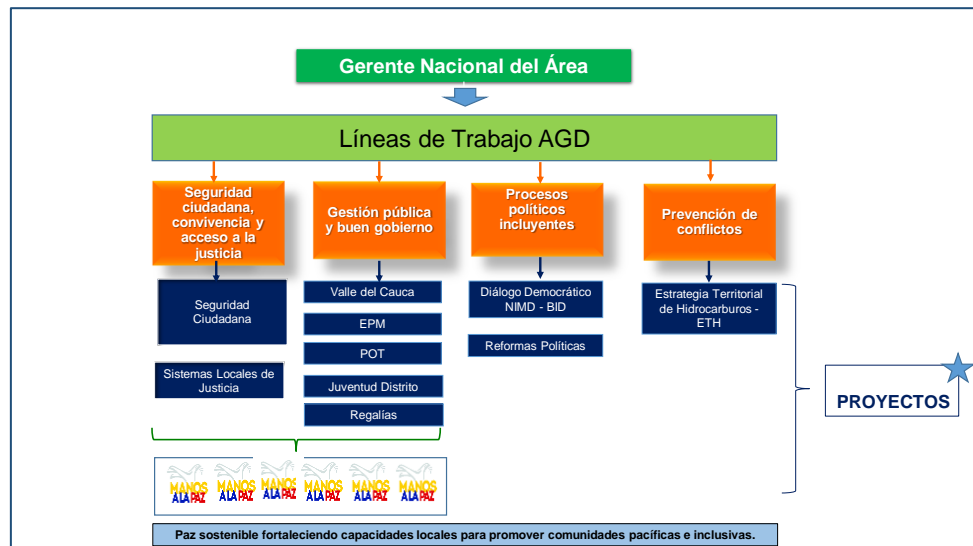 Gerente Nacional del Área
Líneas de Trabajo AGD
Seguridad
ciudadana,
convivencia y
acceso a la
justicia
Gestión pública
y buen gobierno
Procesos
políticos
incluyentes
Prevención de
conflictos
Seguridad
Ciudadana
Sistemas Locales de
Justicia
Valle del Cauca
EPM
POT
Juventud Distrito
Regalías
Diálogo Democrático
NIMD - BID
Reformas Políticas
Estrategia Territorial
de Hidrocarburos -
ETH
PROYECTOS
MANOS
A LA PAZ
MANOS
A LA PAZ
MANOS
A LA PAZ
MANOS
A LA PAZ
MANOS
A LA PAZ
MANOS
A LA PAZ
Paz sostenible fortaleciendo capacidades locales para promover comunidades pacíficas e inclusivas.